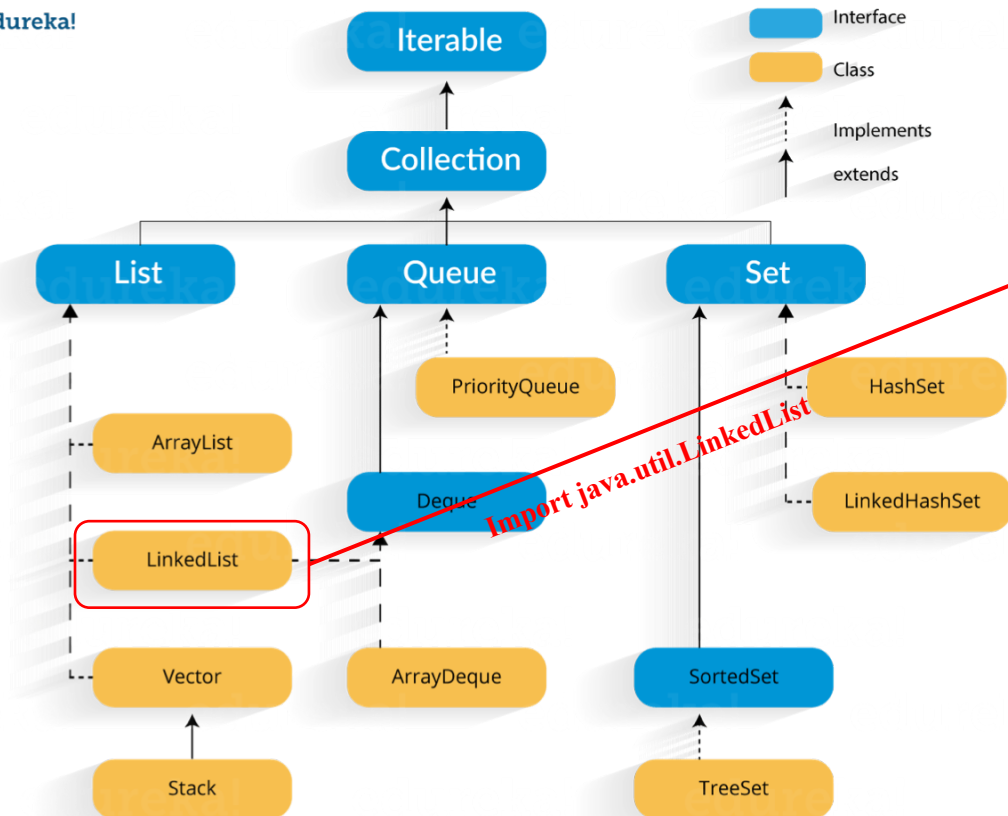 dureka!
Iterable
Interface
Class
Collection
Implements
extends
List
Queue
Set
PriorityQueue
HashSet
ArrayList
Import java.util.LinkedList
Deque
LinkedHashSet
LinkedList
Vector
ArrayDeque
SortedSet
Stack
TreeSet